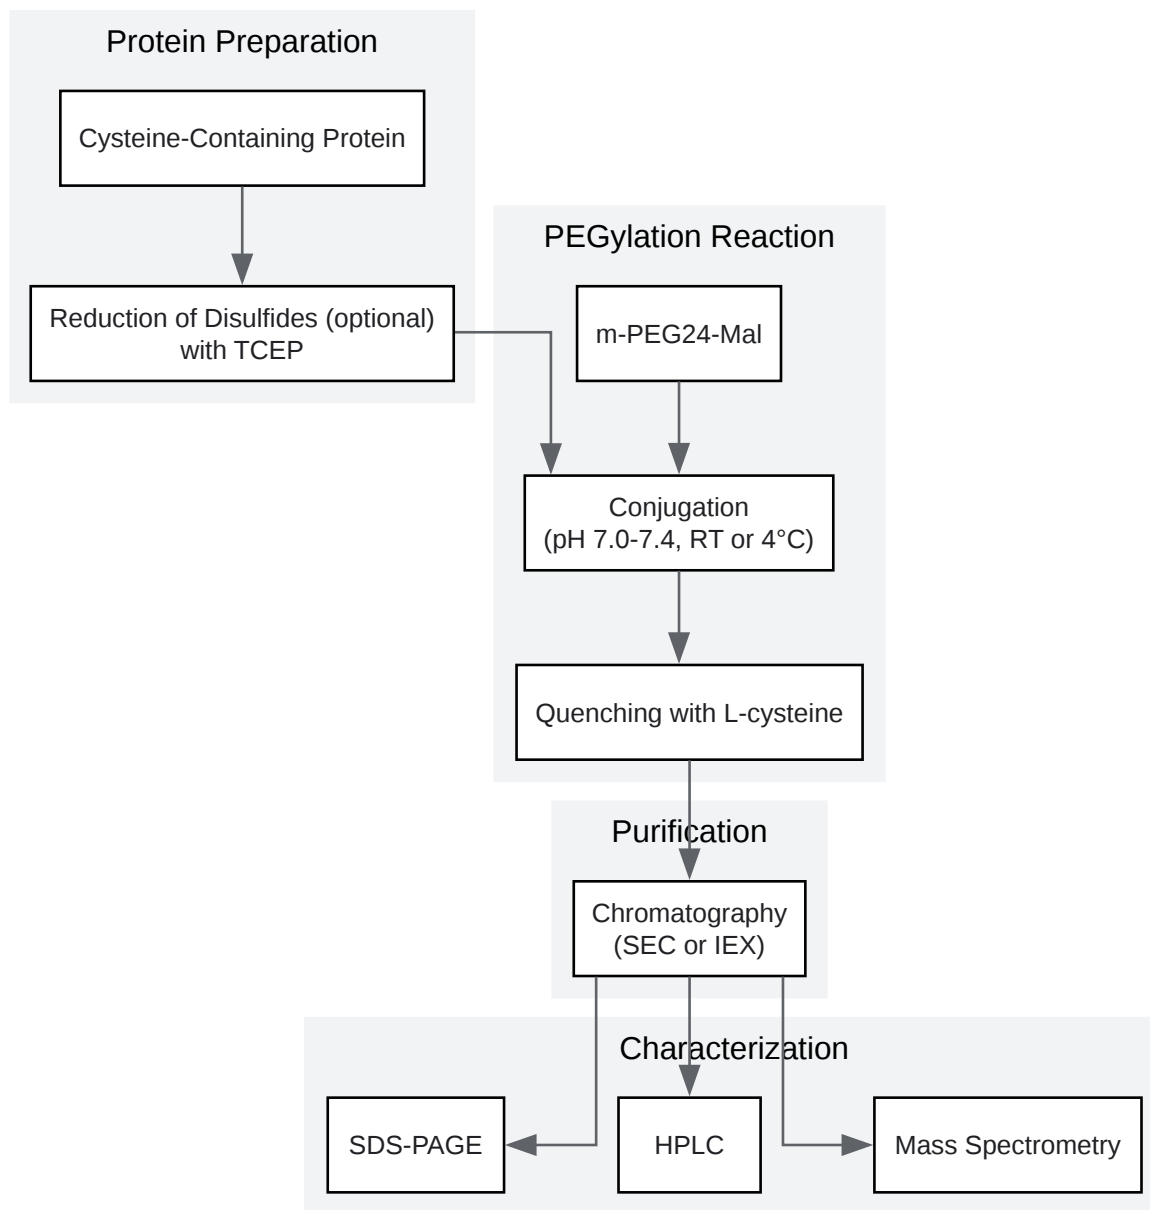 Protein Preparation
Cysteine-Containing Protein
Reduction of Disulfides (optional)
with TCEP
PEGylation Reaction
m-PEG24-Mal
Conjugation
(pH 7.0-7.4, RT or 4°C)
Quenching with L-cysteine
Purification
Chromatography
(SEC or IEX)
Characterization
SDS-PAGE
HPLC
Mass Spectrometry